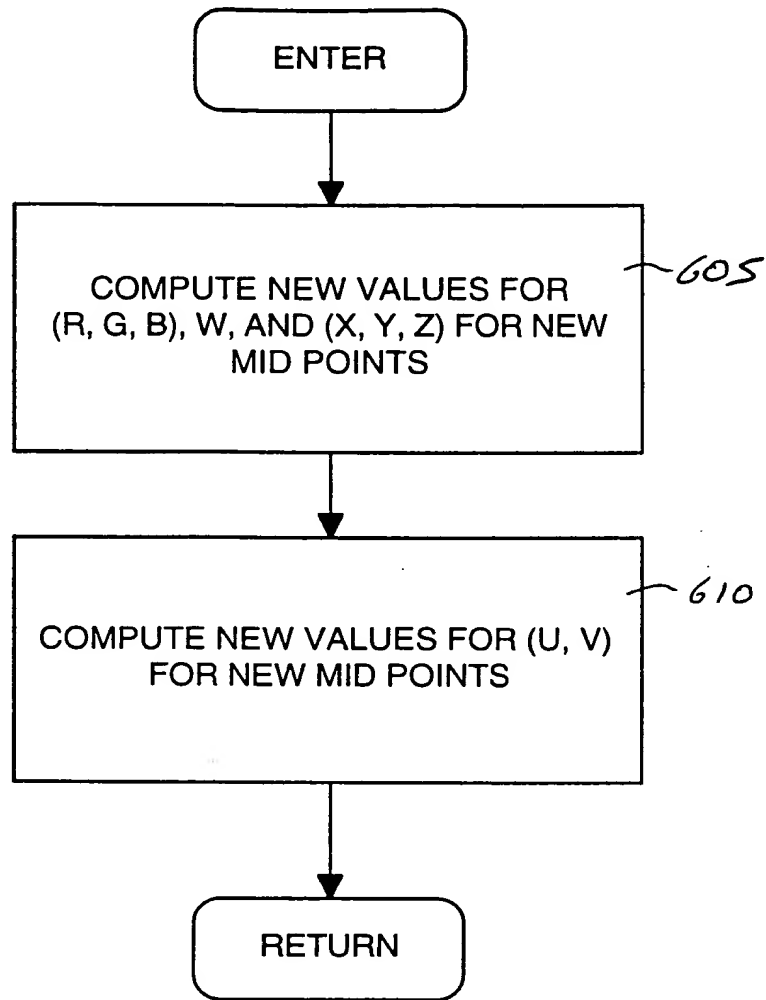 ENTER
COMPUTE NEW VALUES FOR
(R, G, B), W, AND (X, Y, Z) FOR NEW
MID POINTS
605
COMPUTE NEW VALUES FOR (U, V)
FOR NEW MID POINTS
610
RETURN